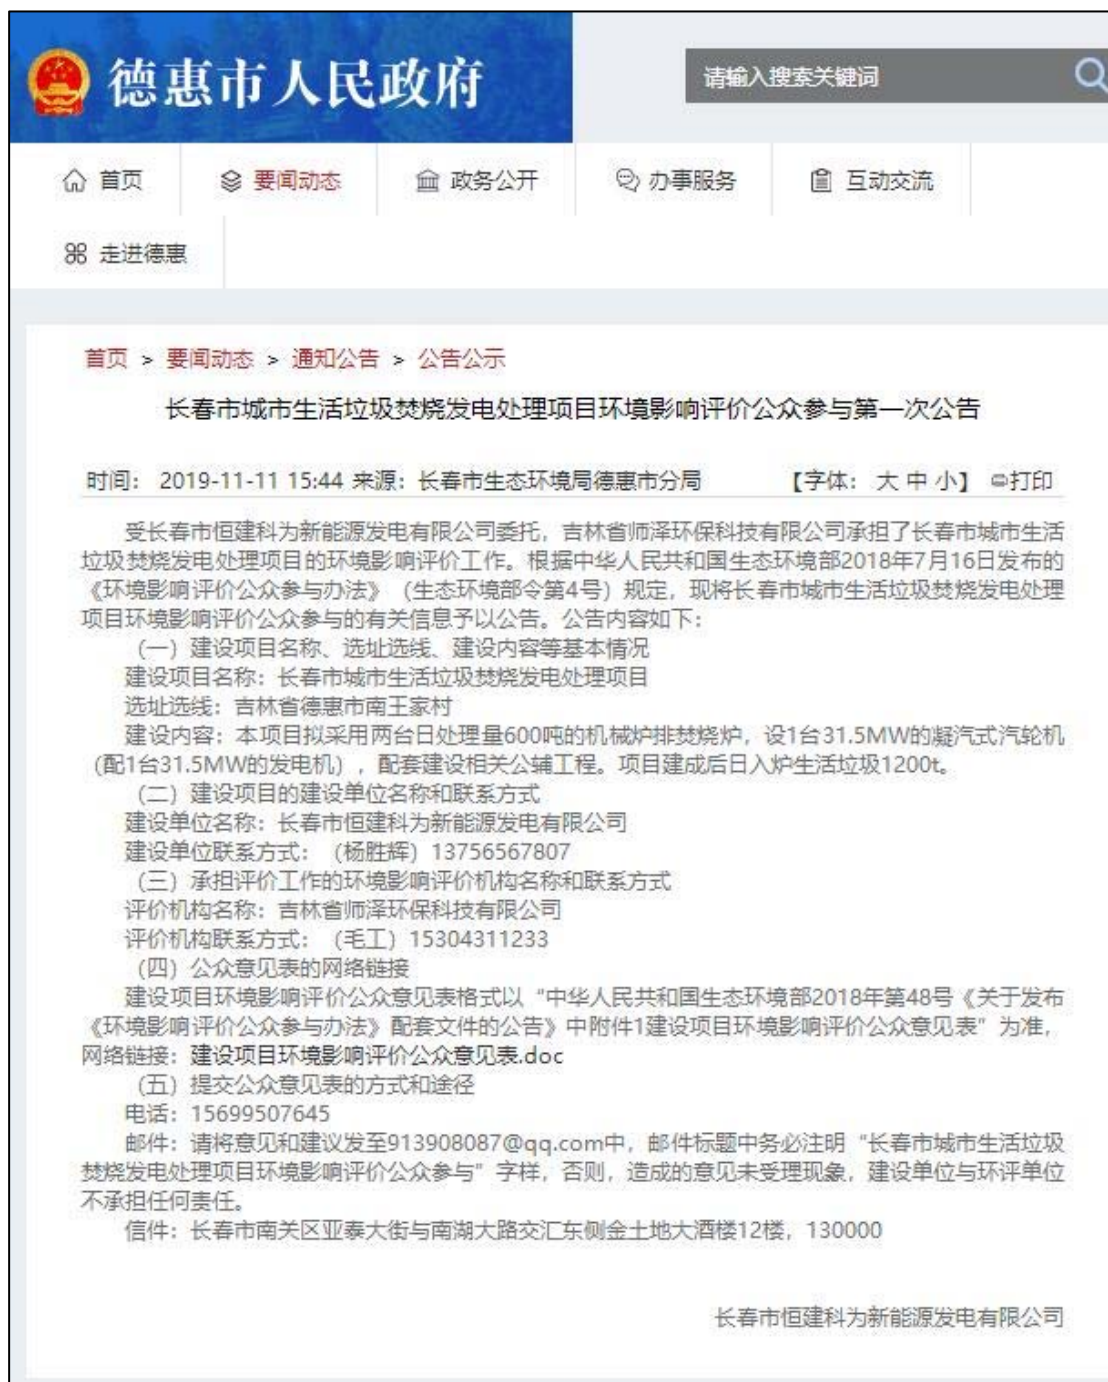 德惠市人民政府
请输入搜索关键词
首页 要闻动态 政务公开 办事服务 互动交流
走进德惠
首页 > 要闻动态 > 通知公告 > 公告公示
长春市城市生活垃圾焚烧发电处理项目环境影响评价公众参与第一次公告
时间： 2019-11-11 15:44 来源：长春市生态环境局德惠市分局 【字体： 大 中 小】 打印
受长春市恒建科为新能源发电有限公司委托，吉林省师泽环保科技有限公司承担了长春市城市生活
垃圾焚烧发电处理项目的环境影响评价工作。根据中华人民共和国生态环境部2018年7月16日发布的
《环境影响评价公众参与办法》（生态环境部令第4号）规定，现将长春市城市生活垃圾焚烧发电处理
项目环境影响评价公众参与的有关信息予以公告。公告内容如下：
（一）建设项目名称、选址选线、建设内容等基本情况
建设项目名称：长春市城市生活垃圾焚烧发电处理项目
选址选线：吉林省德惠市南王家村
建设内容：本项目拟采用两台日处理量600吨的机械炉排焚烧炉，设1台31.5MW的凝汽式汽轮机
（配1台31.5MW的发电机），配套建设相关公辅工程。项目建成后日入炉生活垃圾1200t。
（二）建设项目的建设单位名称和联系方式
建设单位名称：长春市恒建科为新能源发电有限公司
建设单位联系方式：（杨胜辉）13756567807
（三）承担评价工作的环境影响评价机构名称和联系方式
评价机构名称：吉林省师泽环保科技有限公司
评价机构联系方式：（毛工）15304311233
（四）公众意见表的网络链接
建设项目环境影响评价公众意见表格式以“中华人民共和国生态环境部2018年第48号《关于发布
《环境影响评价公众参与办法》配套文件的公告》中附件1建设项目环境影响评价公众意见表”为准，
网络链接：建设项目环境影响评价公众意见表.doc
（五）提交公众意见表的方式和途径
电话：15699507645
邮件：请将意见和建议发至913908087@qq.com中，邮件标题中务必注明“长春市城市生活垃圾
焚烧发电处理项目环境影响评价公众参与”字样，否则，造成的意见未受理现象，建设单位与环评单位
不承担任何责任。
信件：长春市南关区亚泰大街与南湖大路交汇东侧金土地大酒楼12楼，130000
长春市恒建科为新能源发电有限公司